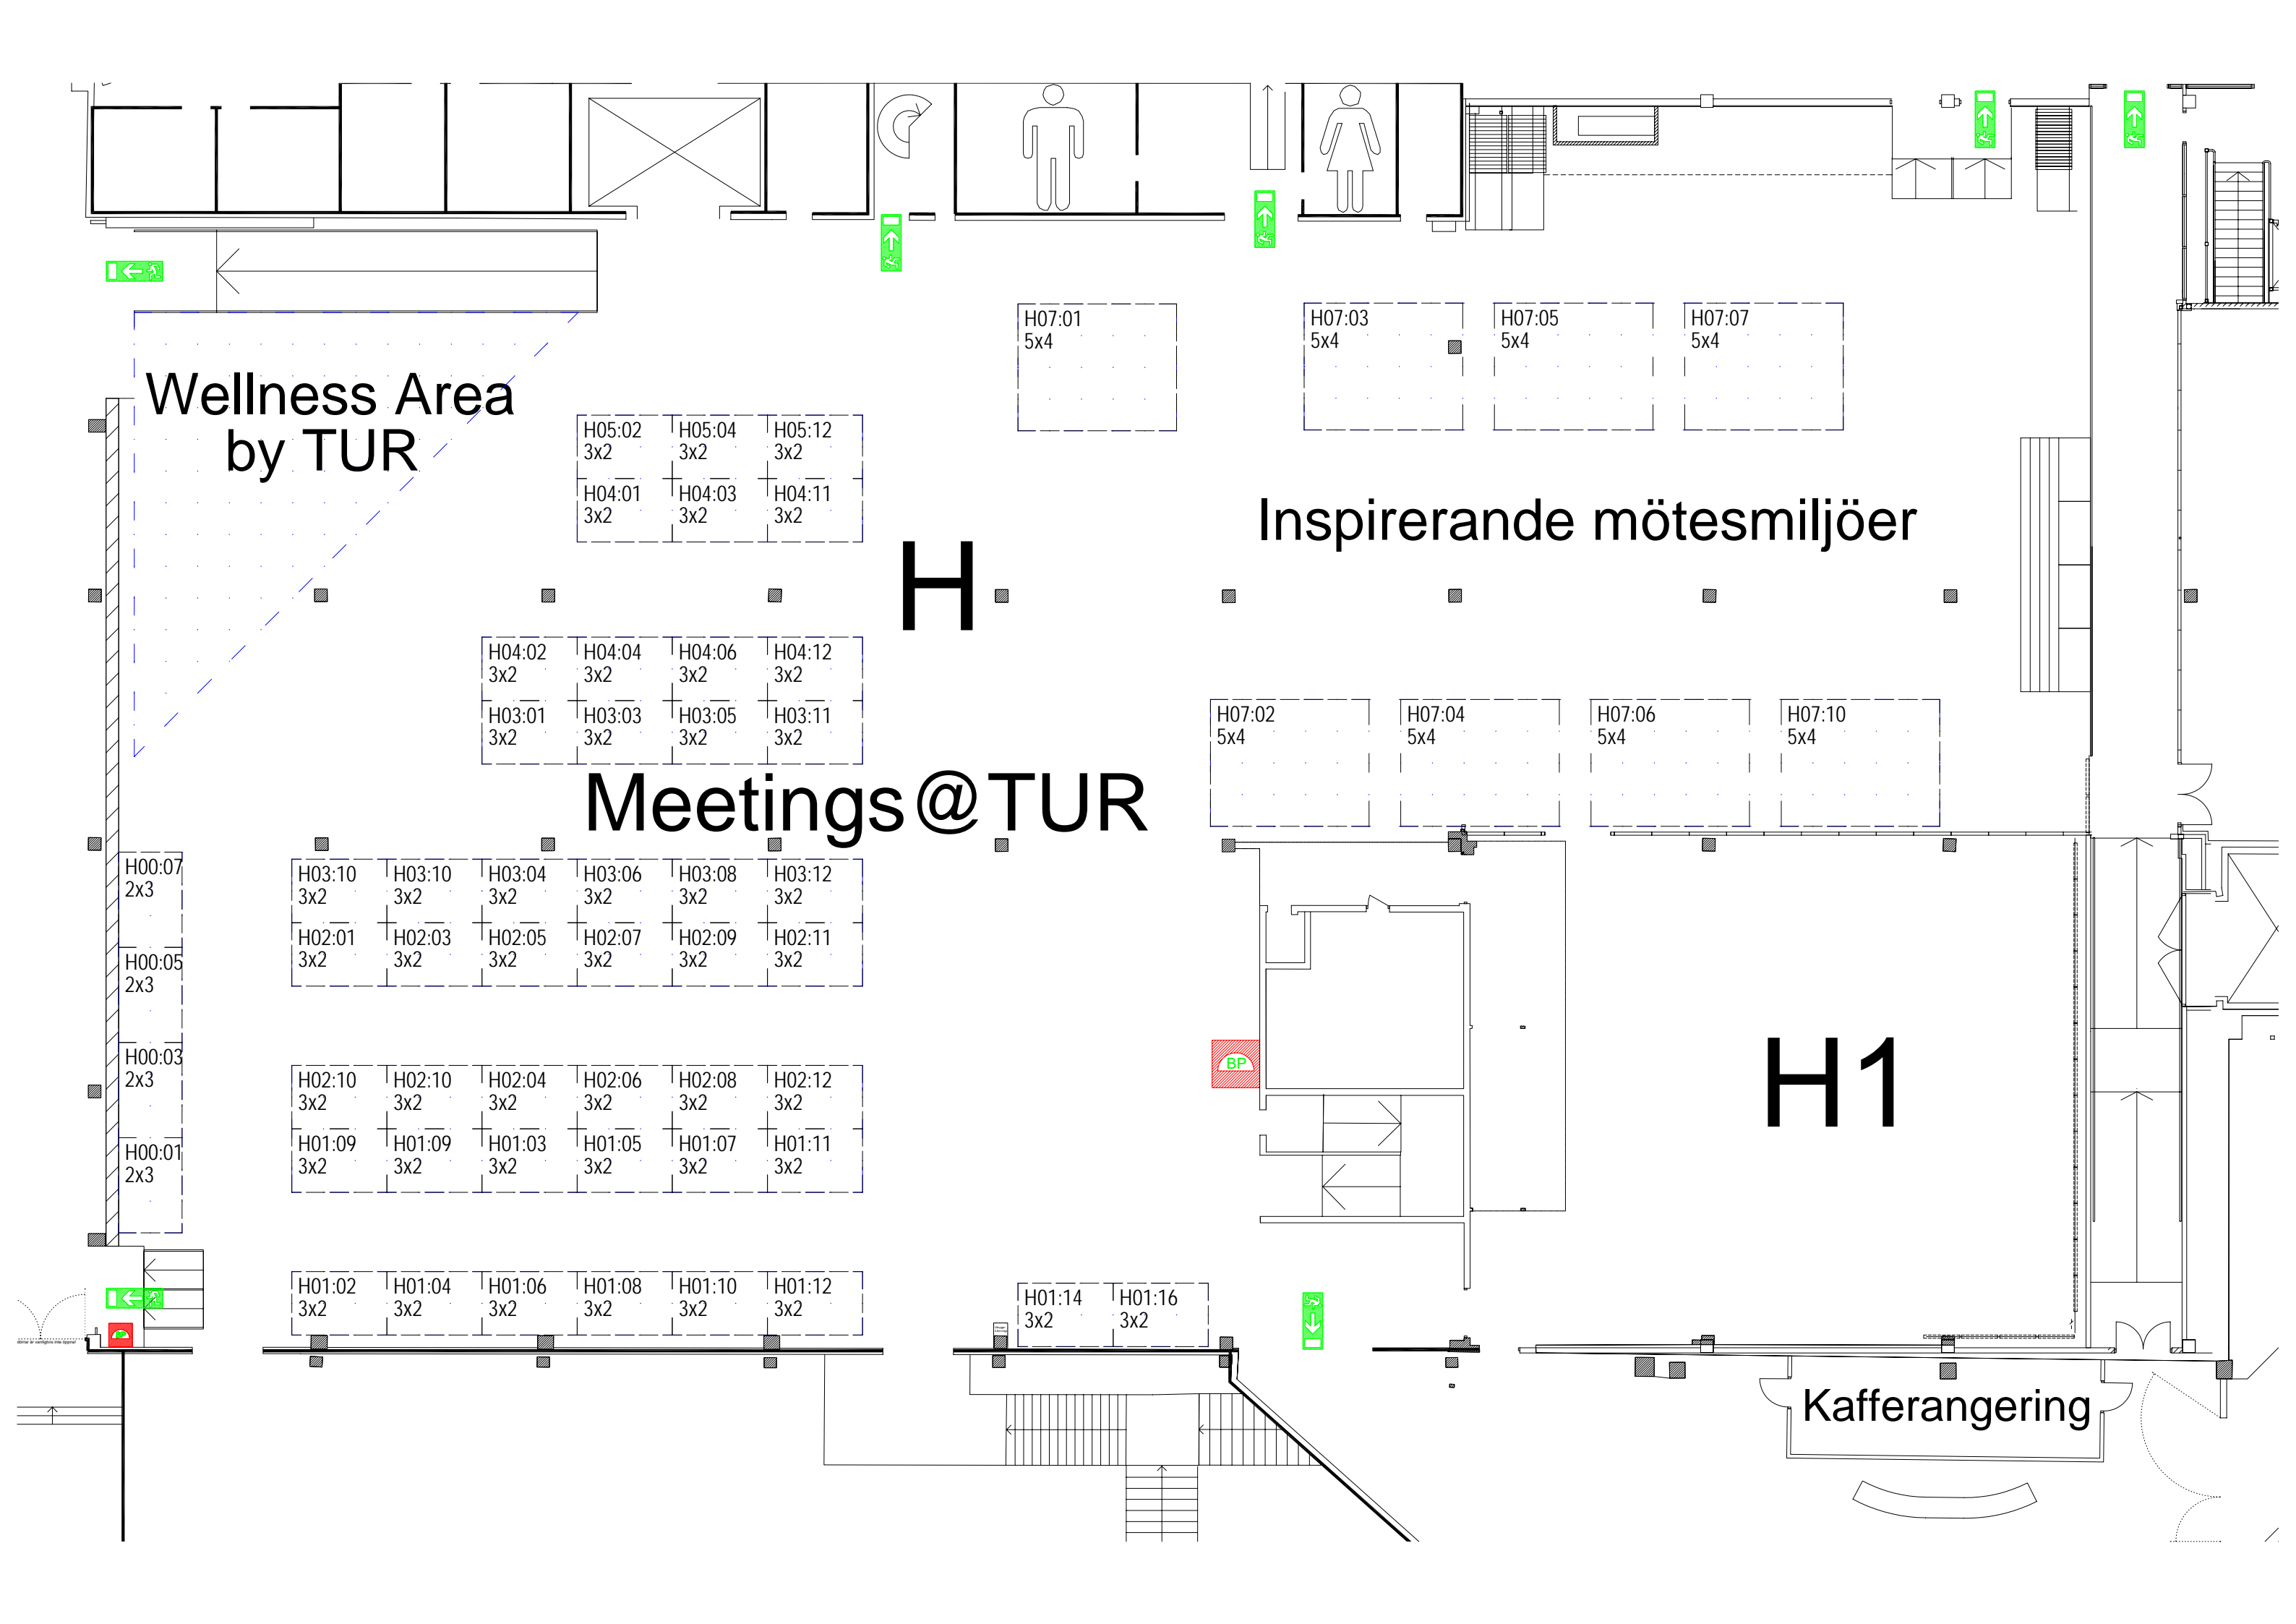 H07:01
5x4
H07:03
5x4
H07:05
5x4
H07:07
5x4
Wellness Area
by TUR
H05:02
3x2
H05:04
3x2
H05:12
3x2
H04:01
3x2
H04:03
3x2
H04:11
3x2
Inspirerande mötesmiljöer
H
H04:02
3x2
H04:04
3x2
H04:06
3x2
H04:12
3x2
H03:01
3x2
H03:03
3x2
H03:05
3x2
H03:11
3x2
H07:02
5x4
H07:04
5x4
H07:06
5x4
H07:10
5x4
Meetings@TUR
H00:07
2x3
H00:05
2x3
H00:03
2x3
H00:01
2x3
H03:10
3x2
H03:10
3x2
H03:04
3x2
H03:06
3x2
H03:08
3x2
H03:12
3x2
H02:01
3x2
H02:03
3x2
H02:05
3x2
H02:07
3x2
H02:09
3x2
H02:11
3x2
BP
H1
H02:10
3x2
H02:10
3x2
H02:04
3x2
H02:06
3x2
H02:08
3x2
H02:12
3x2
H01:09
3x2
H01:09
3x2
H01:03
3x2
H01:05
3x2
H01:07
3x2
H01:11
3x2
H01:02
3x2
H01:04
3x2
H01:06
3x2
H01:08
3x2
H01:10
3x2
H01:12
3x2
H01:14
3x2
H01:16
3x2
BP
Kafferangering